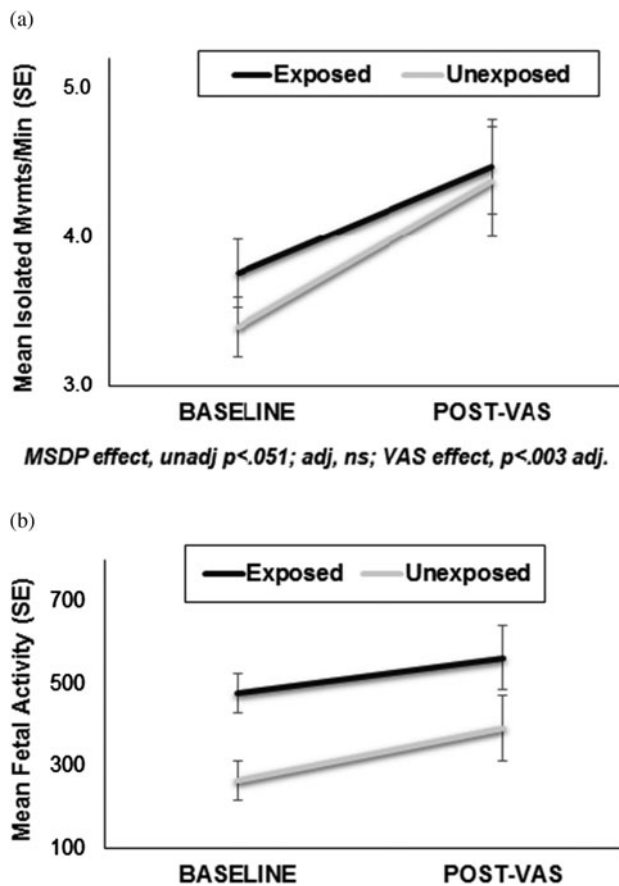 (a)
Exposed Unexposed
5.0
4.0
3.0
Mean Isolated Mvmts/Min (SE)
BASELINE POST-VAS
MSDP effect, unadj p<.051; adj, ns; VAS effect, p<.003 adj.
(b)
Exposed Unexposed
700
500
300
100
Mean Fetal Activity (SE)
BASELINE POST-VAS